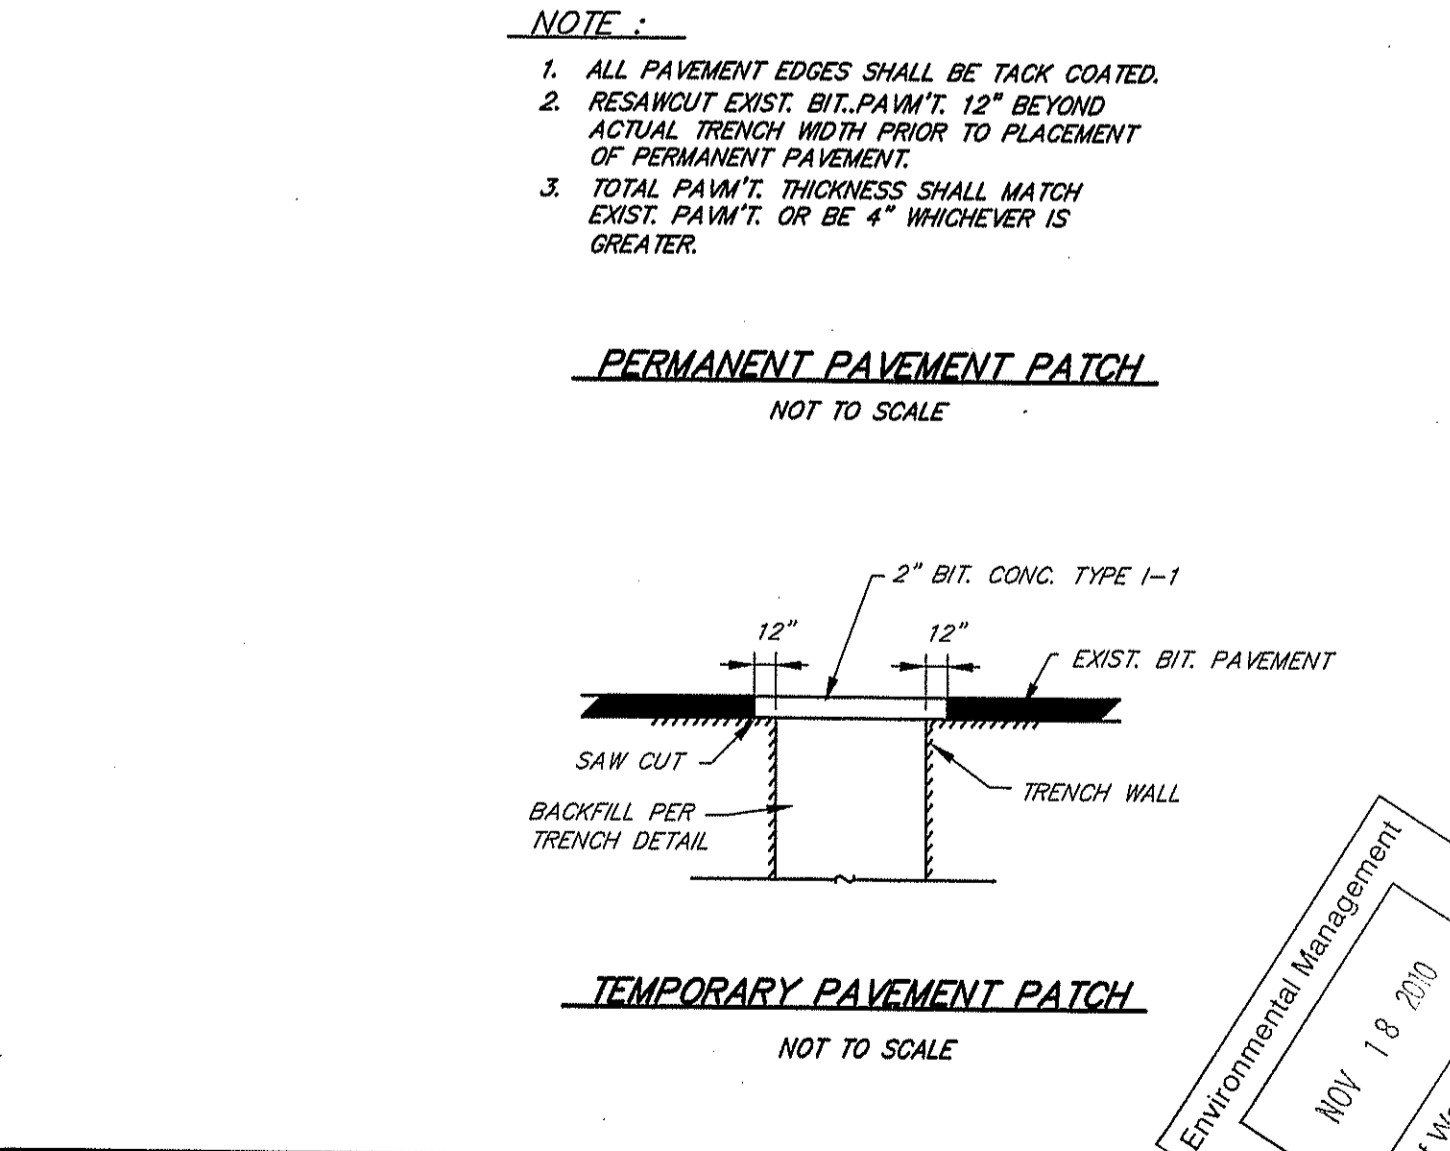 NOTE :
1. ALL PAVEMENT EDGES SHALL BE TACK COATED.
2. RESAWCUT EXIST. BIT..PAVM'T. 12" BEYOND
ACTUAL TRENCH WIDTH PRIOR TO PLACEMENT
OF PERMANENT PAVEMENT.
3. TOTAL PAVM'T. THICKNESS SHALL MATCH
EXIST. PAVM'T. OR BE 4" WHICHEVER IS
GREATER.
PERMANENT PAVEMENT PATCH
NOT TO SCALE
2" BIT. CONC. TYPE I-1
12"
12"
EXIST. BIT. PAVEMENT
SAW CUT
TRENCH WALL
BACKFILL PER
TRENCH DETAIL
TEMPORARY PAVEMENT PATCH
NOT TO SCALE
Environmental Management
NOV 18 2010